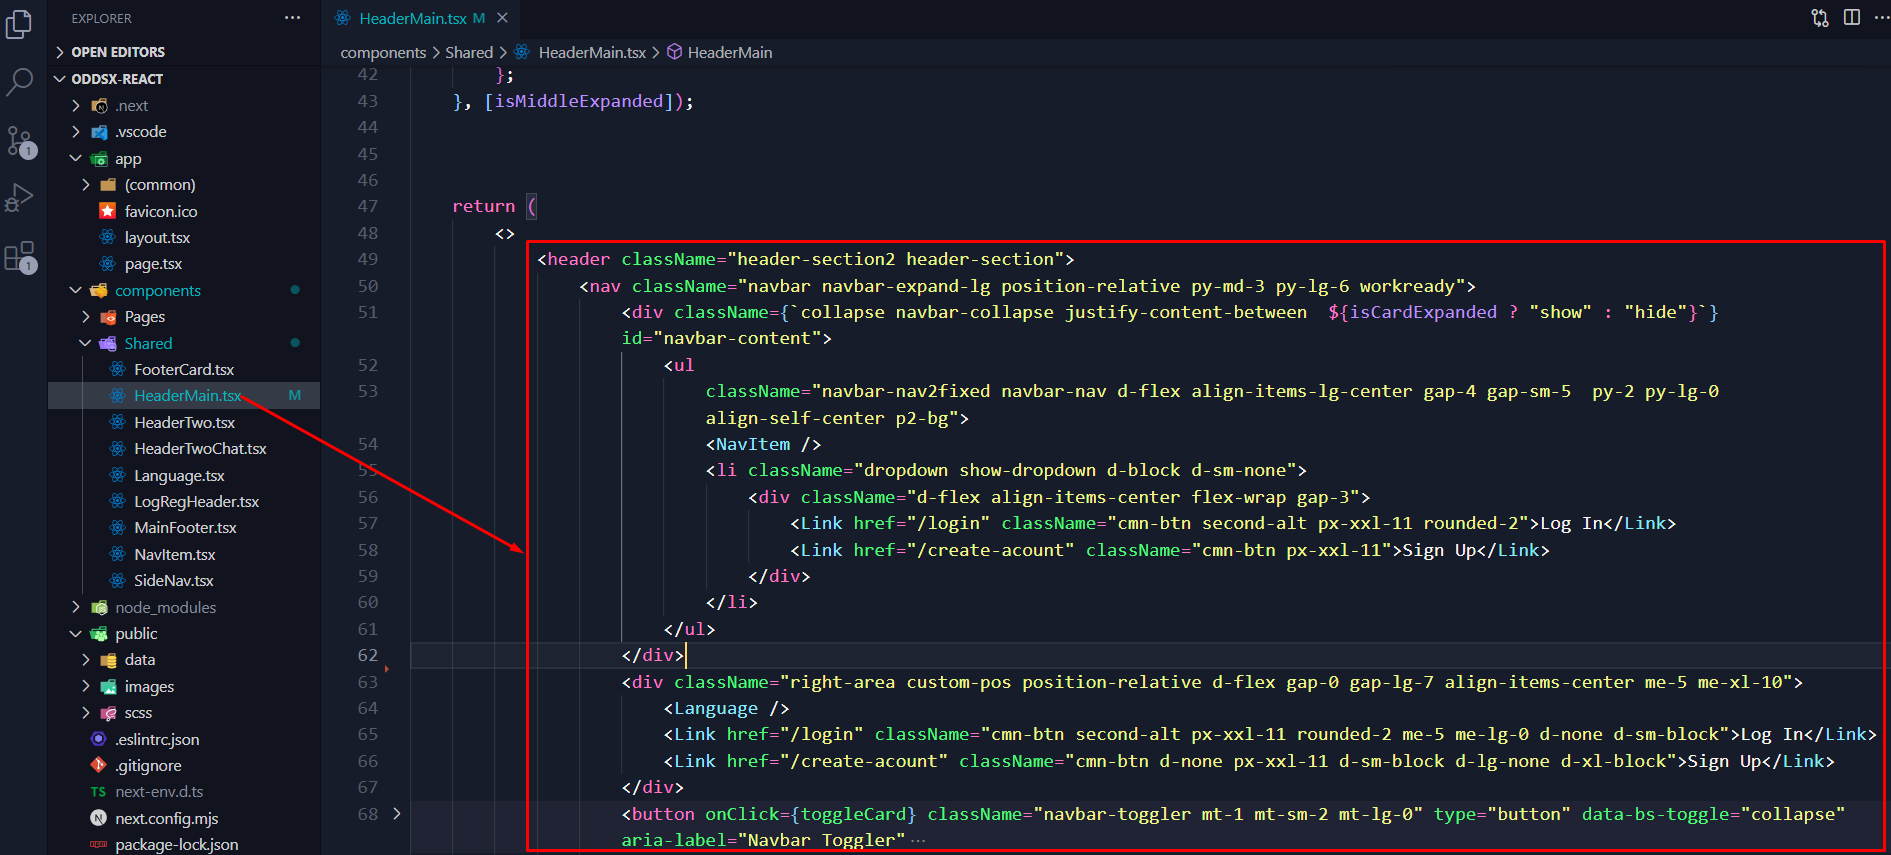 EXPLORER
OPEN EDITORS
ODDSX-REACT
.next
.vscode
app
(common)
favicon.ico
layout.tsx
page.tsx
components
Pages
Shared
FooterCard.tsx
HeaderMain.tsx M
HeaderTwo.tsx
HeaderTwoChat.tsx
Language.tsx
LogRegHeader.tsx
MainFooter.tsx
NavItem.tsx
SideNav.tsx
node_modules
public
data
images
scss
.eslintrc.json
.gitignore
TS next-env.d.ts
next.config.mjs
package-lock.json
1
1
HeaderMain.tsx M
components > Shared > HeaderMain.tsx > HeaderMain
42 };
43 }, [isMiddleExpanded]);
44
45
46
47 return (
48 <>
49 <header className="header-section2 header-section">
50 <nav className="navbar navbar-expand-lg position-relative py-md-3 py-lg-6 workready">
51 <div className={`collapse navbar-collapse justify-content-between  ${isCardExpanded ? "show" : "hide"}`}
id="navbar-content">
52 <ul
53 className="navbar-nav2fixed navbar-nav d-flex align-items-lg-center gap-4 gap-sm-5  py-2 py-lg-0
align-self-center p2-bg">
54 <NavItem />
55 <li className="dropdown show-dropdown d-block d-sm-none">
56 <div className="d-flex align-items-center flex-wrap gap-3">
57 <Link href="/login" className="cmn-btn second-alt px-xxl-11 rounded-2">Log In</Link>
58 <Link href="/create-acount" className="cmn-btn px-xxl-11">Sign Up</Link>
59 </div>
60 </li>
61 </ul>
62 </div>
63 <div className="right-area custom-pos position-relative d-flex gap-0 gap-lg-7 align-items-center me-5 me-xl-10">
64 <Language />
65 <Link href="/login" className="cmn-btn second-alt px-xxl-11 rounded-2 me-5 me-lg-0 d-none d-sm-block">Log In</Link>
66 <Link href="/create-acount" className="cmn-btn d-none px-xxl-11 d-sm-block d-lg-none d-xl-block">Sign Up</Link>
67 </div>
68 <button onClick={toggleCard} className="navbar-toggler mt-1 mt-sm-2 mt-lg-0" type="button" data-bs-toggle="collapse"
aria-label="Navbar Toggler"···